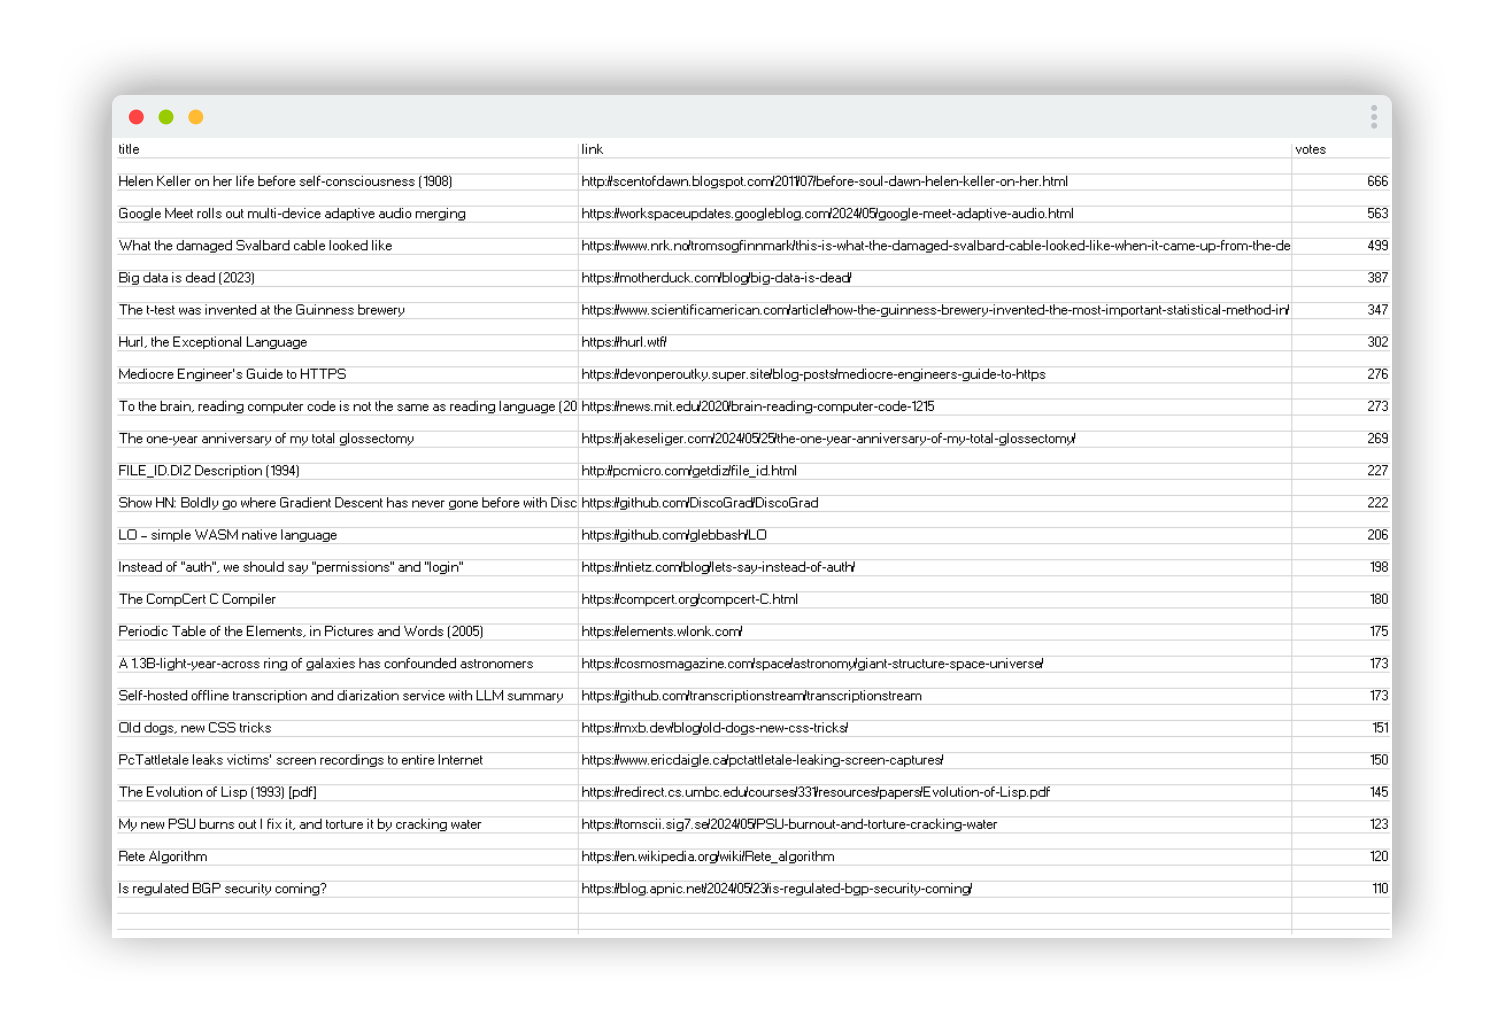 title link votes
Helen Keller on her life before self-consciousness (1908) http://scentofdawn.blogspot.com/2011/07/before-soul-dawn-helen-keller-on-her.html 666
Google Meet rolls out multi-device adaptive audio merging https://workspaceupdates.googleblog.com/2024/05/google-meet-adaptive-audio.html 563
What the damaged Svalbard cable looked like https://www.nrk.no/tromsogfinnmark/this-is-what-the-damaged-svalbard-cable-looked-like-when-it-came-up-from-the-de 499
Big data is dead (2023) https://motherduck.com/blog/big-data-is-dead/ 387
The t-test was invented at the Guinness brewery https://www.scientificamerican.com/article/how-the-guinness-brewery-invented-the-most-important-statistical-method-in/ 347
Hurl, the Exceptional Language https://hurl.wtf/ 302
Mediocre Engineer's Guide to HTTPS https://devonperoutky.super.site/blog-posts/mediocre-engineers-guide-to-https 276
To the brain, reading computer code is not the same as reading language (20 https://news.mit.edu/2020/brain-reading-computer-code-1215 273
The one-year anniversary of my total glossectomy https://jakeseliger.com/2024/05/25/the-one-year-anniversary-of-my-total-glossectomy/ 269
FILE_ID.DIZ Description (1994) http://pcmicro.com/getdiz/file_id.html 227
Show HN: Boldly go where Gradient Descent has never gone before with Disc https://github.com/DiscoGrad/DiscoGrad 222
LO – simple WASM native language https://github.com/glebbash/LO 206
Instead of "auth", we should say "permissions" and "login" https://ntietz.com/blog/lets-say-instead-of-auth/ 198
The CompCert C Compiler https://compcert.org/compcert-C.html 180
Periodic Table of the Elements, in Pictures and Words (2005) https://elements.wlonk.com/ 175
A 1.3B-light-year-across ring of galaxies has confounded astronomers https://cosmosmagazine.com/space/astronomy/giant-structure-space-universe/ 173
Self-hosted offline transcription and diarization service with LLM summary https://github.com/transcriptionstream/transcriptionstream 173
Old dogs, new CSS tricks https://mxb.dev/blog/old-dogs-new-css-tricks/ 151
PcTattletale leaks victims' screen recordings to entire Internet https://www.ericdaigle.ca/pctattletale-leaking-screen-captures/ 150
The Evolution of Lisp (1993) [pdf] https://redirect.cs.umbc.edu/courses/331/resources/papers/Evolution-of-Lisp.pdf 145
My new PSU burns out I fix it, and torture it by cracking water https://tomscii.sig7.se/2024/05/PSU-burnout-and-torture-cracking-water 123
Rete Algorithm https://en.wikipedia.org/wiki/Rete_algorithm 120
Is regulated BGP security coming? https://blog.apnic.net/2024/05/23/is-regulated-bgp-security-coming/ 110